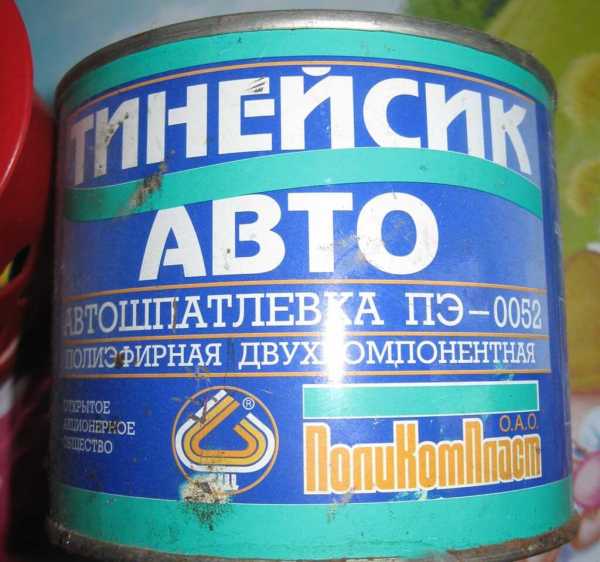 ТИНЕЙСИК
АВТО
АВТОШПАТЛЕВКА ПЭ-0052
ПОЛИЭФИРНАЯ ДВУХКОМПОНЕНТНАЯ
ОТКРЫТОЕ
АКЦИОНЕРНОЕ
ОБЩЕСТВО
®
О.А.О.
ПолиКомПласт